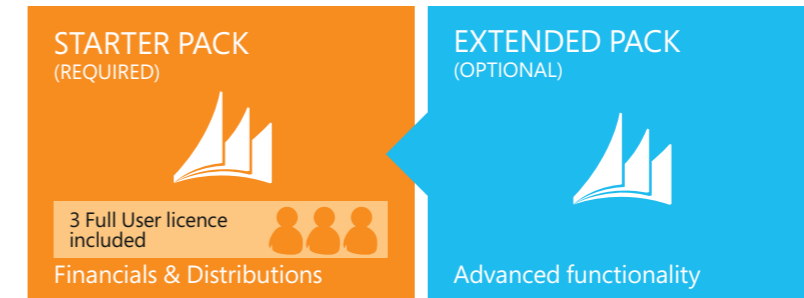 STARTER PACK
(REQUIRED)
3 Full User licence
included
Financials & Distributions
EXTENDED PACK
(OPTIONAL)
Advanced functionality